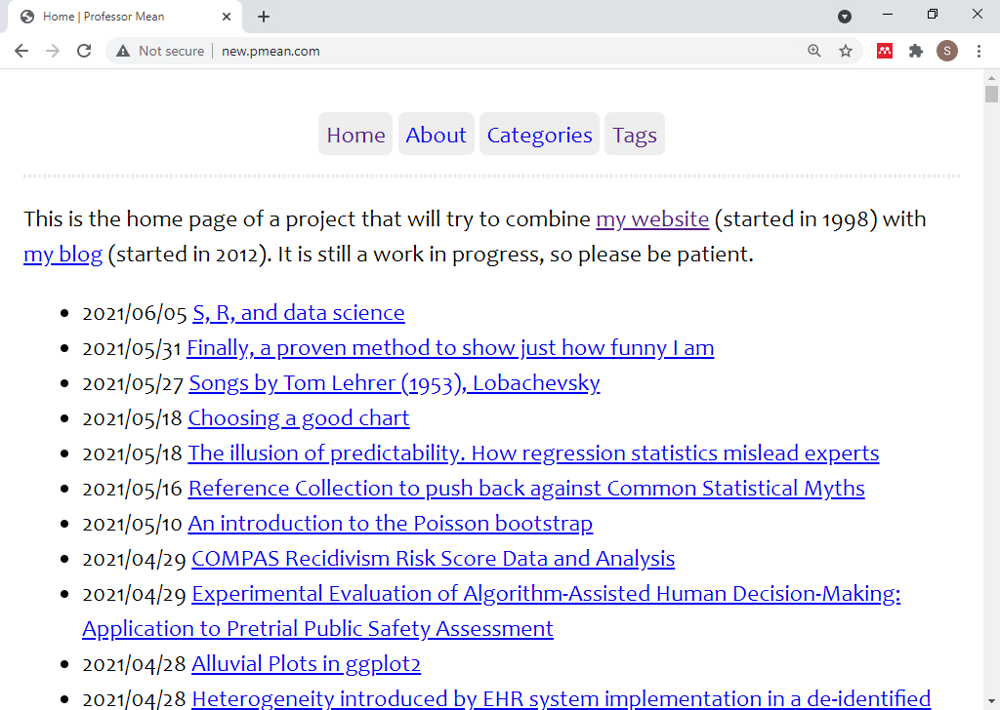 Home | Professor Mean
Not secure new.pmean.com S
Home About Categories Tags
This is the home page of a project that will try to combine my website (started in 1998) with
my blog (started in 2012). It is still a work in progress, so please be patient.
2021/06/05 S, R, and data science
2021/05/31 Finally, a proven method to show just how funny I am
2021/05/27 Songs by Tom Lehrer (1953), Lobachevsky
2021/05/18 Choosing a good chart
2021/05/18 The illusion of predictability. How regression statistics mislead experts
2021/05/16 Reference Collection to push back against Common Statistical Myths
2021/05/10 An introduction to the Poisson bootstrap
2021/04/29 COMPAS Recidivism Risk Score Data and Analysis
2021/04/29 Experimental Evaluation of Algorithm-Assisted Human Decision-Making:
Application to Pretrial Public Safety Assessment
2021/04/28 Alluvial Plots in ggplot2
2021/04/28 Heterogeneity introduced by EHR system implementation in a de-identified